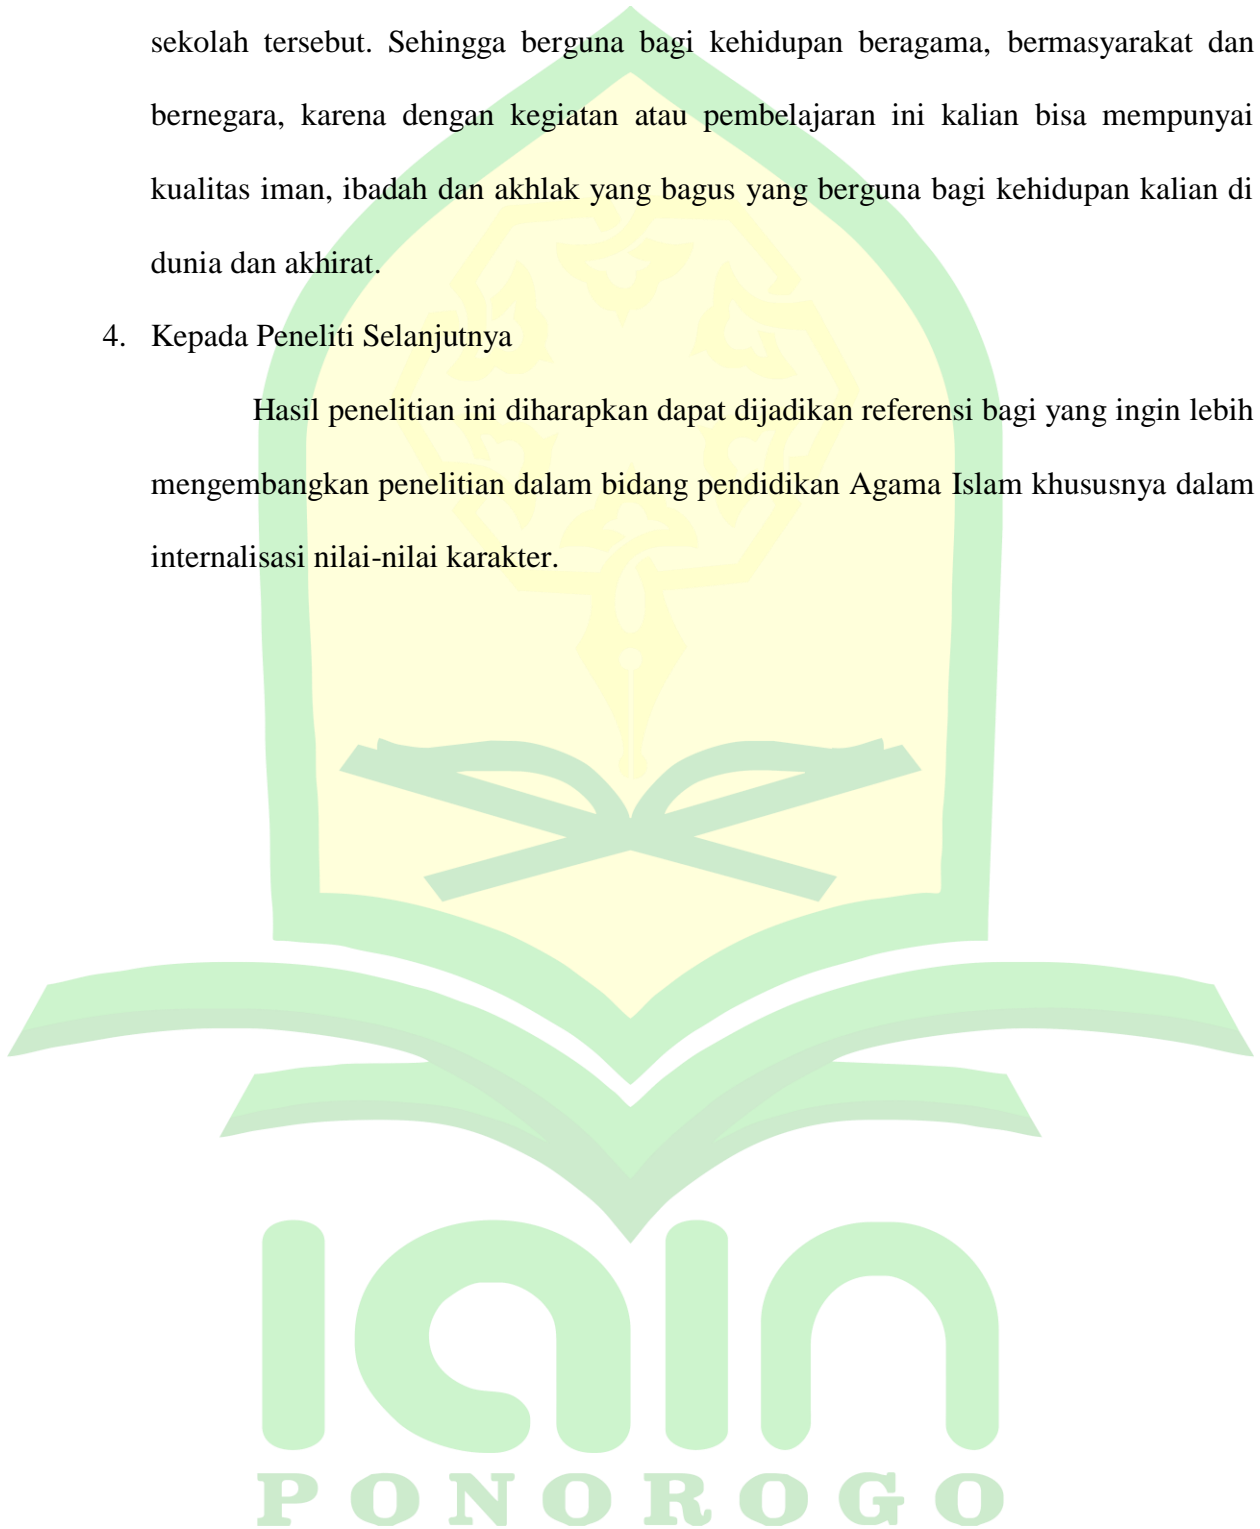 sekolah tersebut. Sehingga berguna bagi kehidupan beragama, bermasyarakat dan
bernegara, karena dengan kegiatan atau pembelajaran ini kalian bisa mempunyai
kualitas iman, ibadah dan akhlak yang bagus yang berguna bagi kehidupan kalian di
dunia dan akhirat.
4. Kepada Peneliti Selanjutnya
Hasil penelitian ini diharapkan dapat dijadikan referensi bagi yang ingin lebih
mengembangkan penelitian dalam bidang pendidikan Agama Islam khususnya dalam
internalisasi nilai-nilai karakter.
iain
PONOROGO